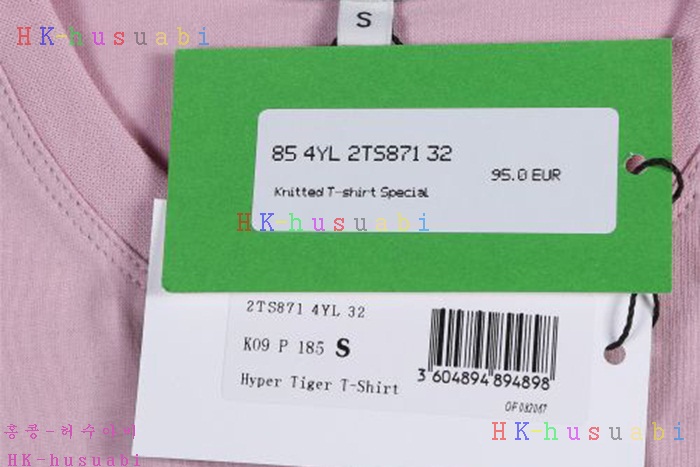 HK-husuabi
S
85 4YL 2TS871 32
95.0 EUR
Knitted T-shirt Special
HK-husuabi
2TS871 4YL 32
K09 P 185 S
Hyper Tiger T-Shirt
3 604894 894898
OF082067
홍콩-허수아비
HK-husuabi
HK-husuabi